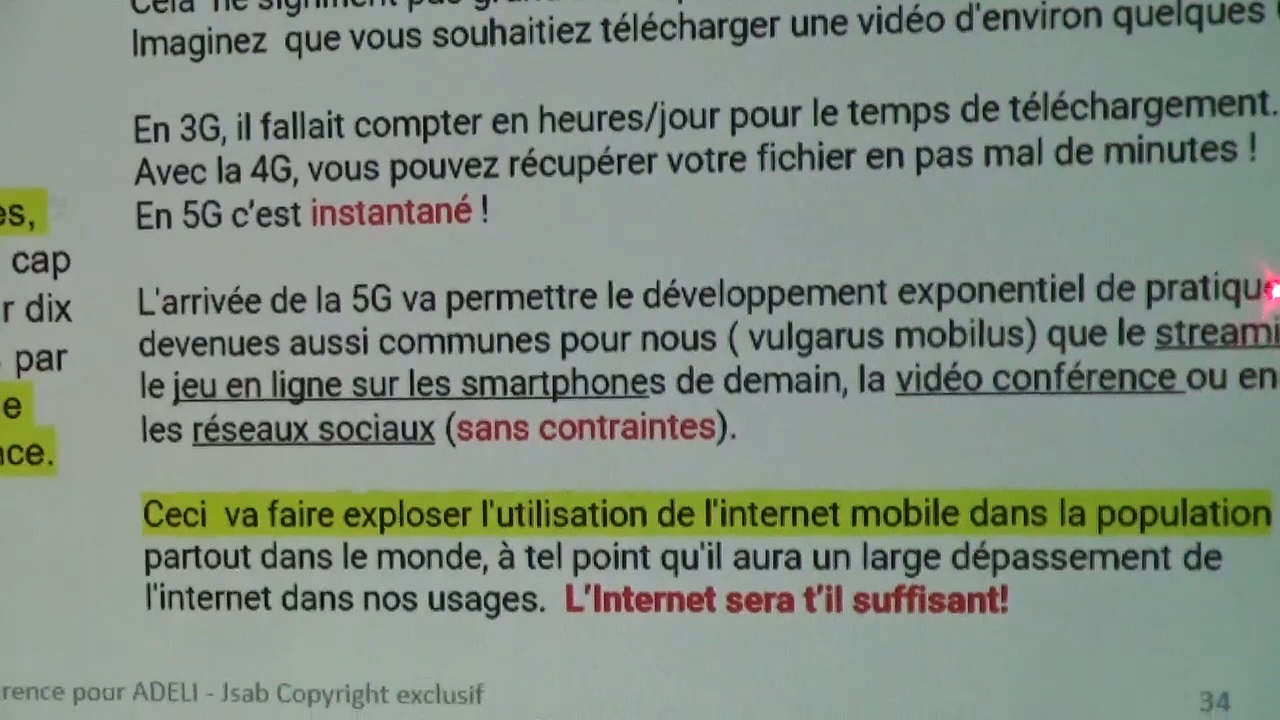 Imaginez que vous souhaitiez télécharger une vidéo d'environ quelques
En 3G, il fallait compter en heures/jour pour le temps de téléchargement.
Avec la 4G, vous pouvez récupérer votre fichier en pas mal de minutes !
En 5G c'est instantané !
cap
r dix
par
L'arrivée de la 5G va permettre le développement exponentiel de
devenues aussi communes pour nous ( vulgarus mobilus) que le
le jeu en ligne sur les smartphones de demain, la vidéo conférence ou en
les réseaux sociaux (sans contraintes).
Ceci va faire exploser l'utilisation de l'internet mobile dans la population
partout dans le monde, à tel point qu'il aura un large dépassement de
l'internet dans nos usages. L'Internet sera t'il suffisant!
rence pour ADELI - Jsab Copyright exclusif
34